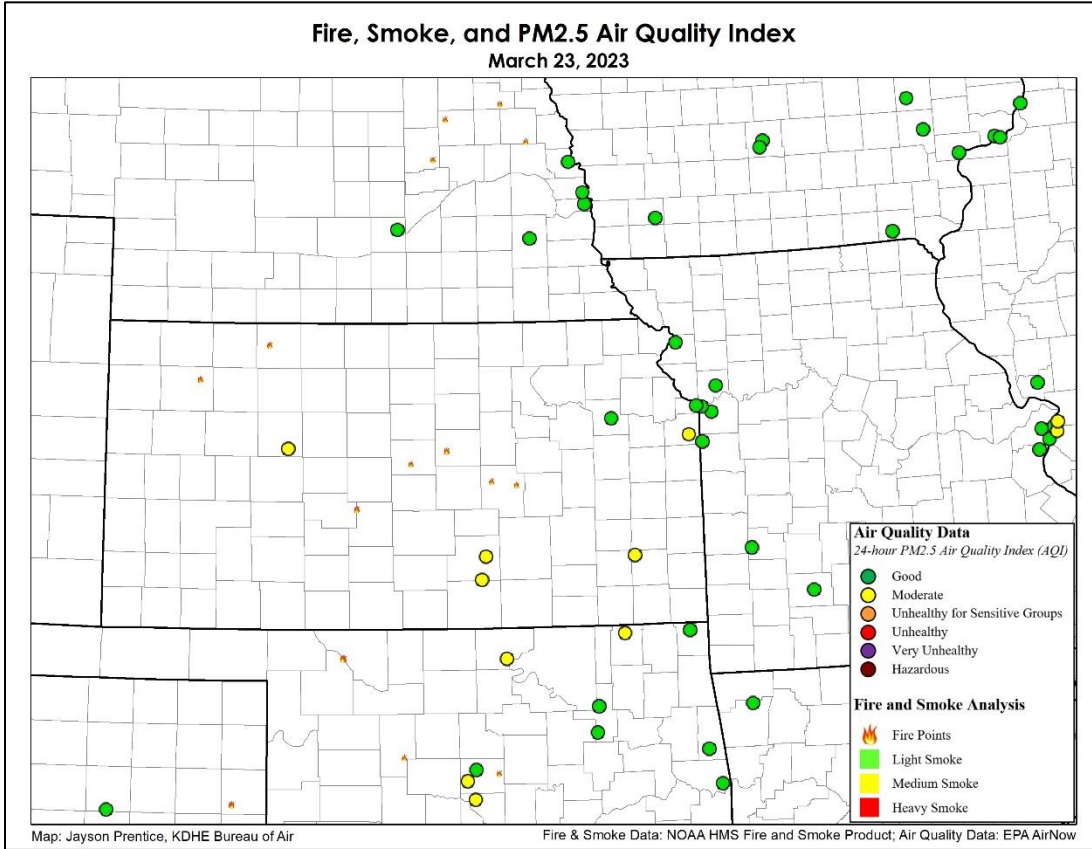 Fire, Smoke, and PM2.5 Air Quality Index
March 23, 2023
Air Quality Data
24-hour PM2.5 Air Quality Index (AQI)
Good
Moderate
Unhealthy for Sensitive Groups
Unhealthy
Very Unhealthy
Hazardous
Fire and Smoke Analysis
Fire Points
Light Smoke
Medium Smoke
Heavy Smoke
Map: Jayson Prentice, KDHE Bureau of Air
Fire & Smoke Data: NOAA HMS Fire and Smoke Product; Air Quality Data: EPA AirNow